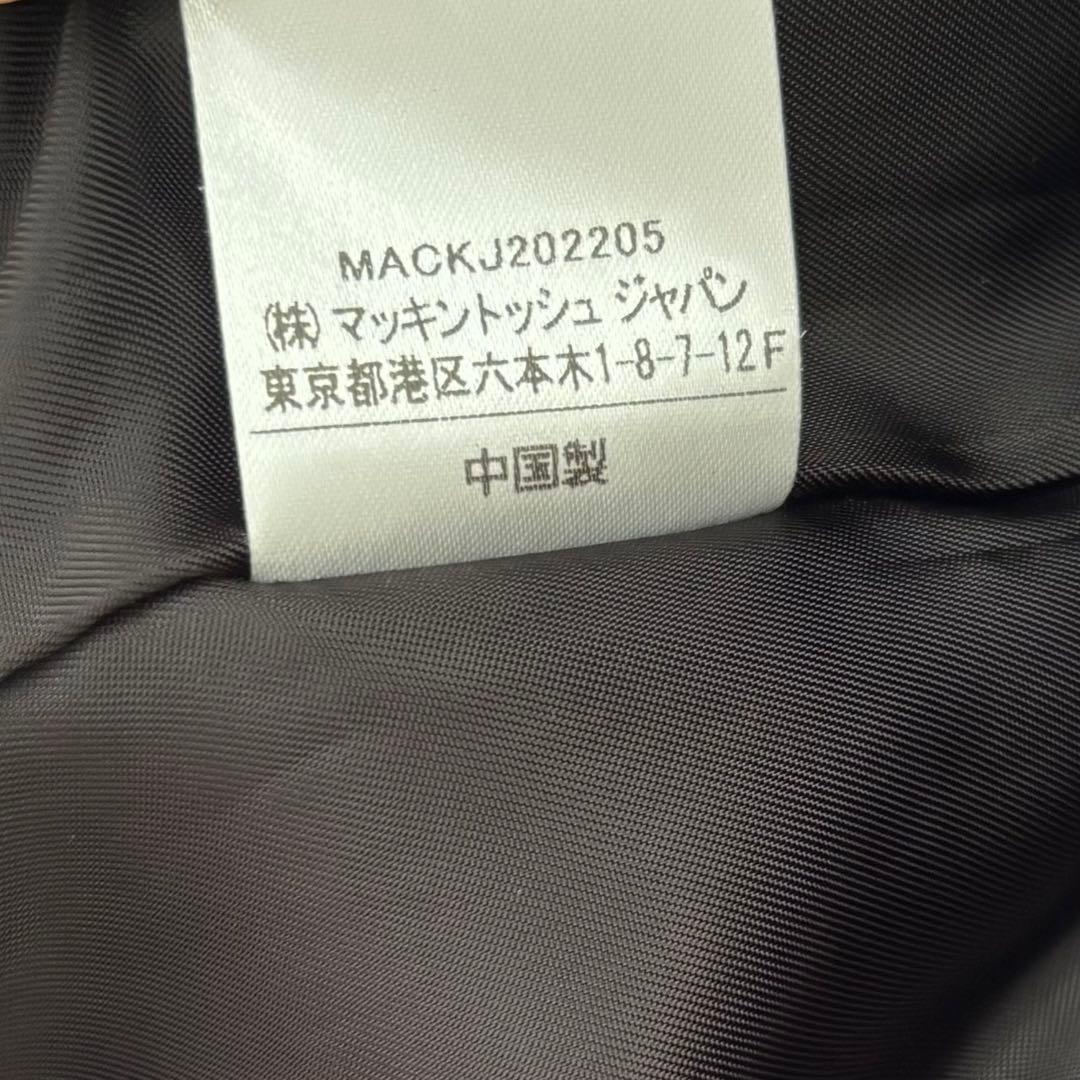 MACKJ202205
(株)マッキントッシュ ジャパン
東京都港区六本木1-8-7-12F
中国製